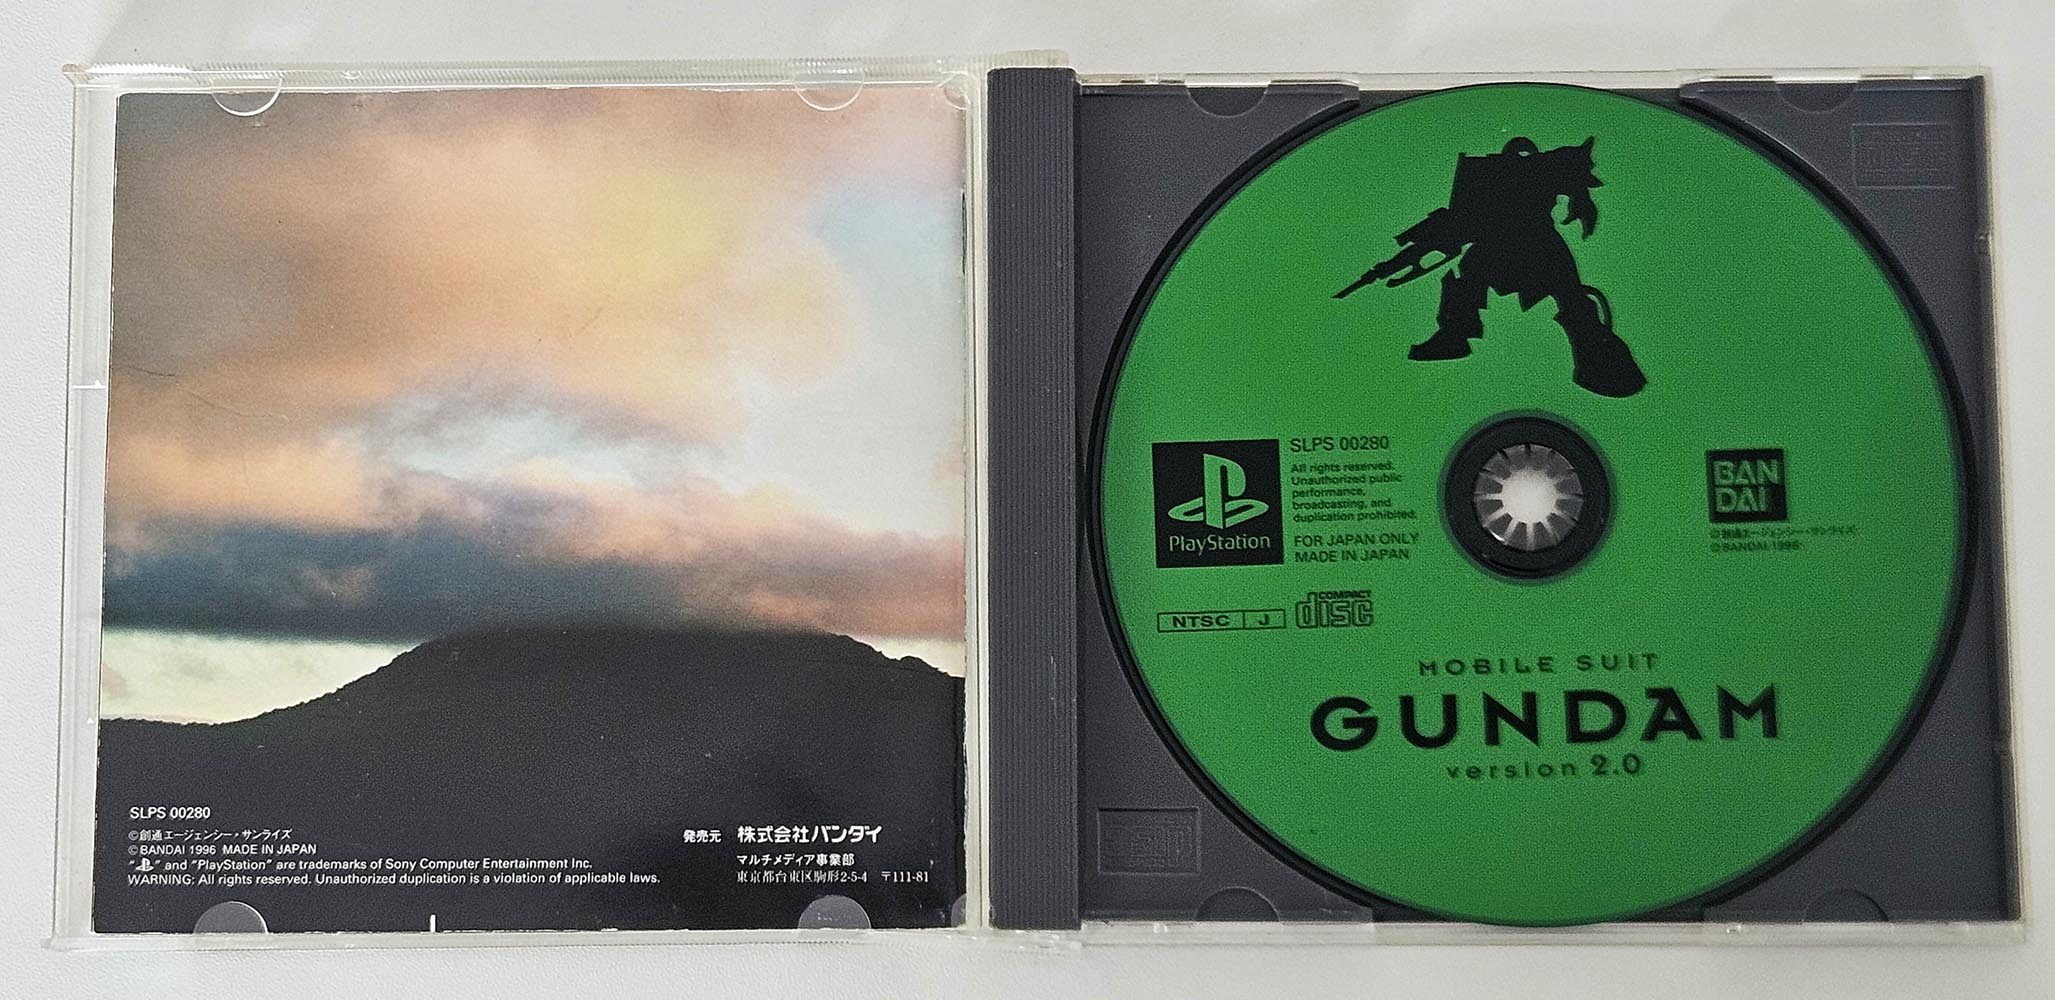 SLPS 00280
©創通エージェンシー・サンライズ
©BANDAI 1996 MADE IN JAPAN
" " and "PlayStation" are trademarks of Sony Computer Entertainment Inc.
WARNING: All rights reserved. Unauthorized duplication is a violation of applicable laws.
発売元 株式会社バンダイ
マルチメディア事業部
東京都台東区駒形2-5-4 〒111-81
PlayStation
SLPS 00280
All rights reserved.
Unauthorized public
performance,
broadcasting, and
duplication prohibited.
FOR JAPAN ONLY
MADE IN JAPAN
NTSC J
COMPACT
disc
BAN
DAI
©創通エージェンシー・サンライズ
©BANDAI 1996
MOBILE SUIT
GUNDAM
version 2.0